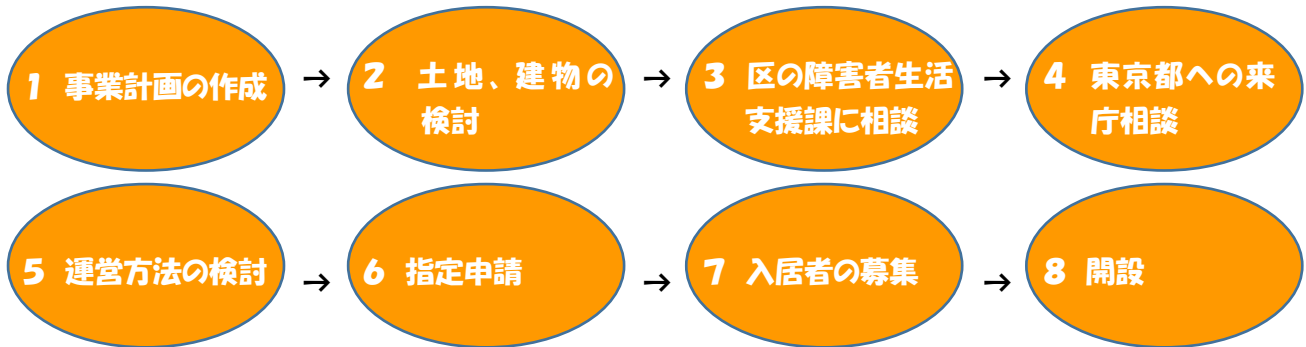 1 事業計画の作成 → 2 土地、建物の検討 → 3 区の障害者生活支援課に相談 → 4 東京都への来庁相談
5 運営方法の検討 → 6 指定申請 → 7 入居者の募集 → 8 開設